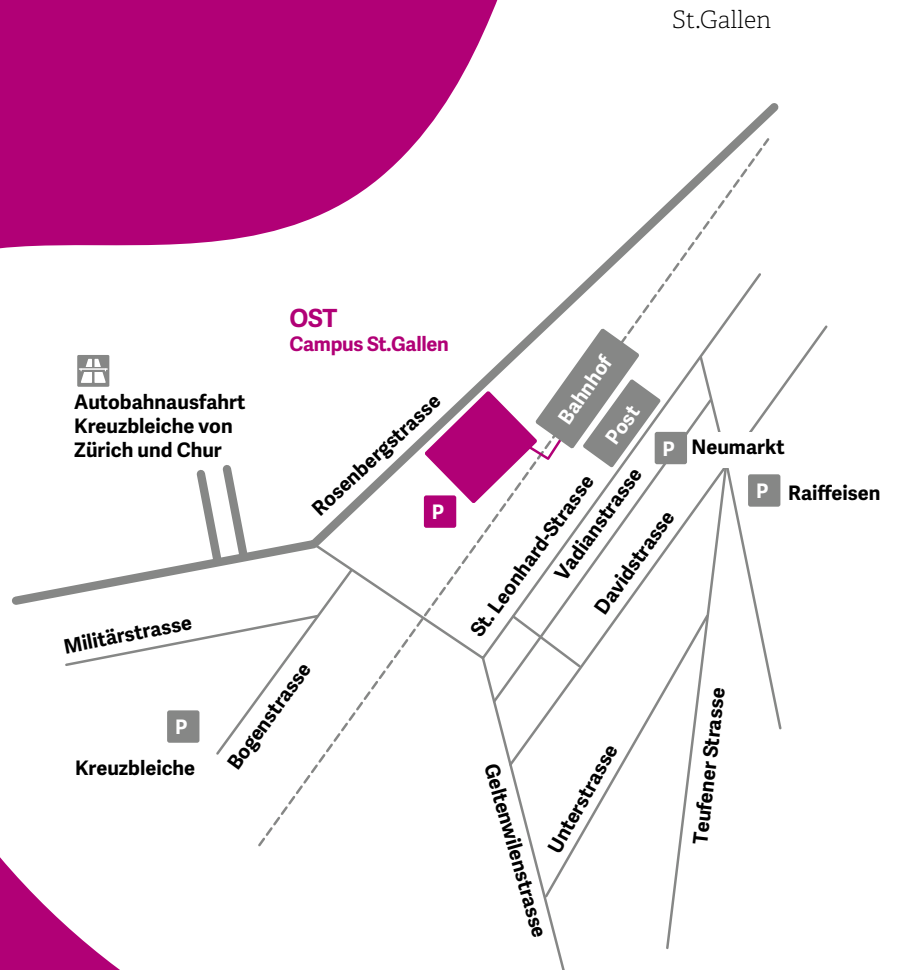 St.Gallen
OST
Campus St.Gallen
Autobahnausfahrt
Kreuzbleiche von
Zürich und Chur
Rosenbergstrasse
Bahnhof
Post
P
Neumarkt
P
Raiffeisen
P
St. Leonhard-Strasse
Vadianstrasse
Davidstrasse
Militärstrasse
Bogenstrasse
P
Kreuzbleiche
Geltenwilenstrasse
Unterstrasse
Teufener Strasse